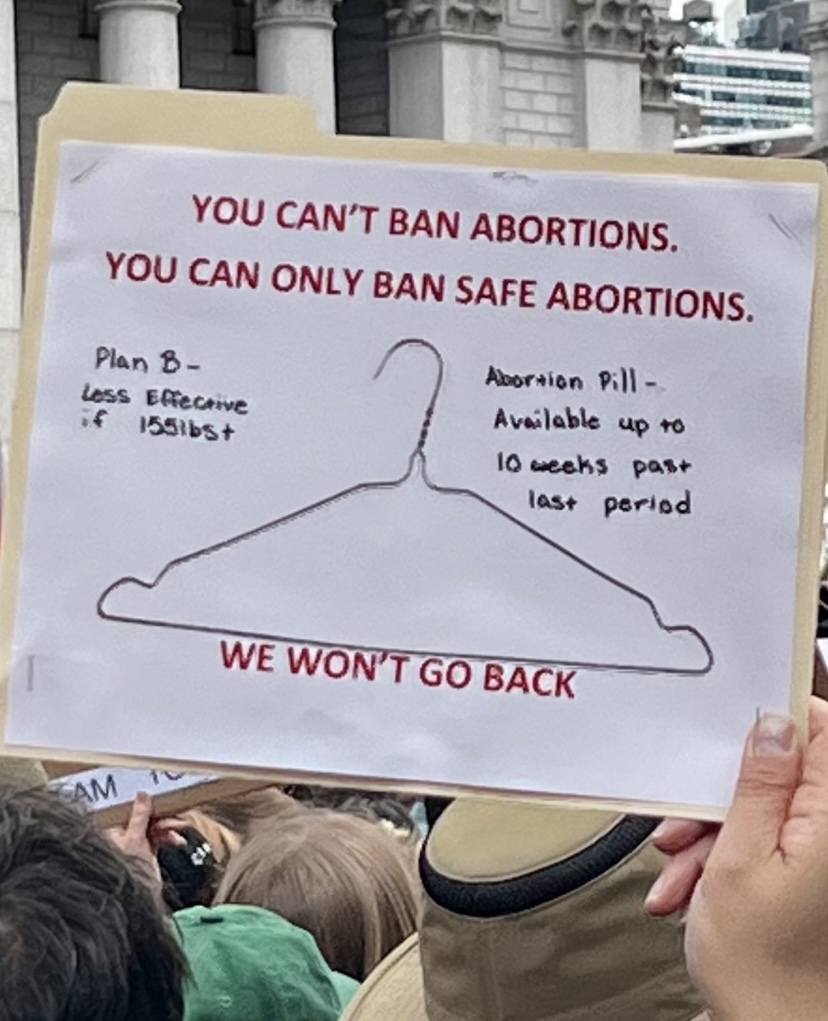 YOU CAN'T BAN ABORTIONS.
YOU CAN ONLY BAN SAFE ABORTIONS.
Plan B-
Less Effective
if 155lbs+
Abortion Pill-
Available up to
10 weeks past
last period
WE WON'T GO BACK
AM